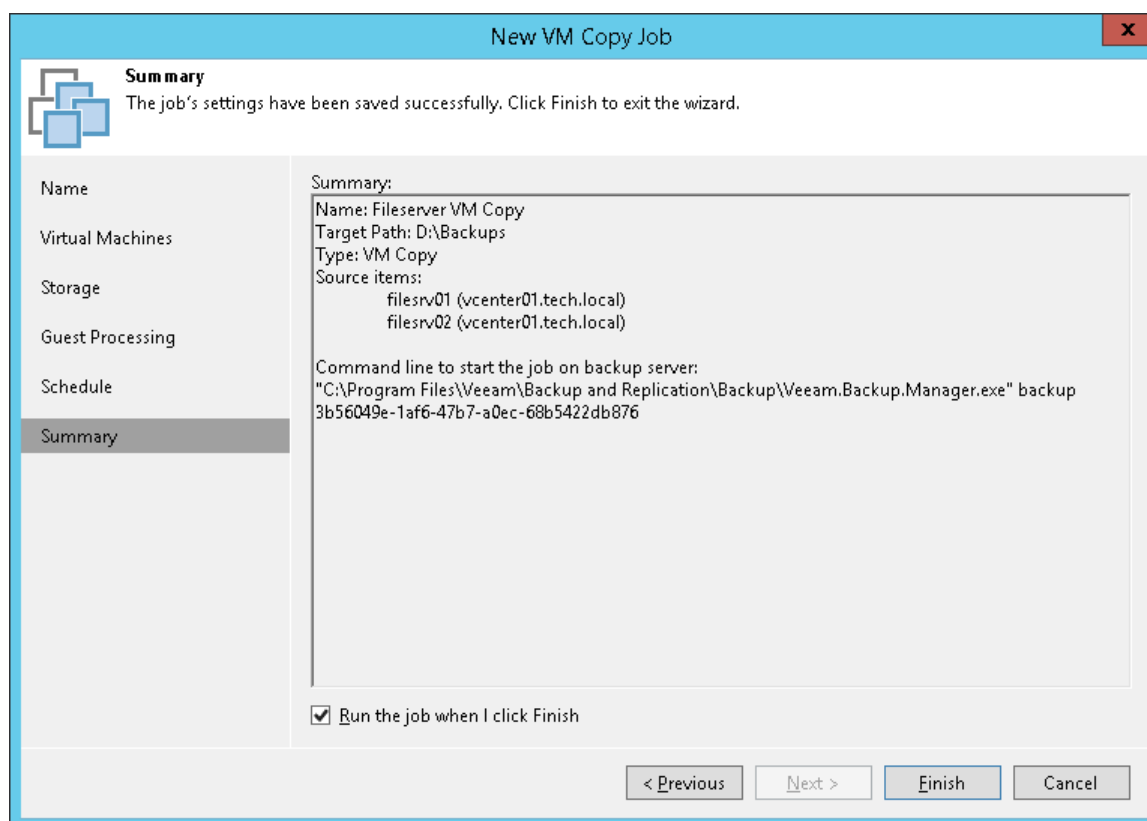 New VM Copy Job
x
Summary
The job's settings have been saved successfully. Click Finish to exit the wizard.
Name
Virtual Machines
Storage
Guest Processing
Schedule
Summary
Summary:
Name: Fileserver VM Copy
Target Path: D:\Backups
Type: VM Copy
Source items:
filesrv01 (vcenter01.tech.local)
filesrv02 (vcenter01.tech.local)
Command line to start the job on backup server:
"C:\Program Files\Veeam\Backup and Replication\Backup\Veeam.Backup.Manager.exe" backup
3b56049e-1af6-47b7-a0ec-68b5422db876
Run the job when I click Finish
< Previous
Next >
Finish
Cancel